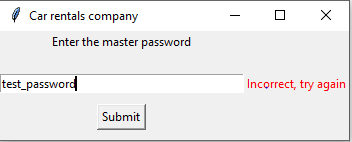 Car rentals company
Enter the master password
test_password Incorrect, try again
Submit